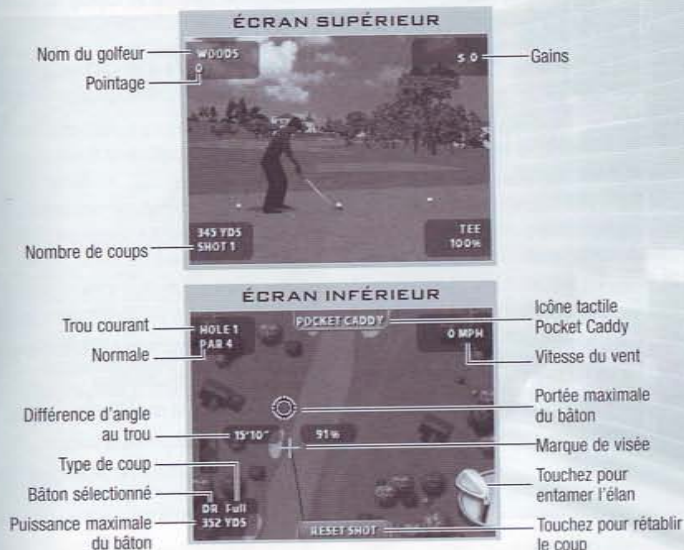 ÉCRAN SUPÉRIEUR
Nom du golfeur
Pointage
WOODS
0
$ 0
Gains
Nombre de coups
345 YDS
SHOT 1
TEE
100%
ÉCRAN INFÉRIEUR
Trou courant
Normale
HOLE 1
PAR 4
POCKET CADDY
0 MPH
Icône tactile
Pocket Caddy
Vitesse du vent
Différence d'angle
au trou
15'10"
91%
Portée maximale
du bâton
Marque de visée
Type de coup
Bâton sélectionné
Puissance maximale
du bâton
DR Full
352 YDS
RESET SHOT
Touchez pour
entamer l'élan
Touchez pour rétablir
le coup